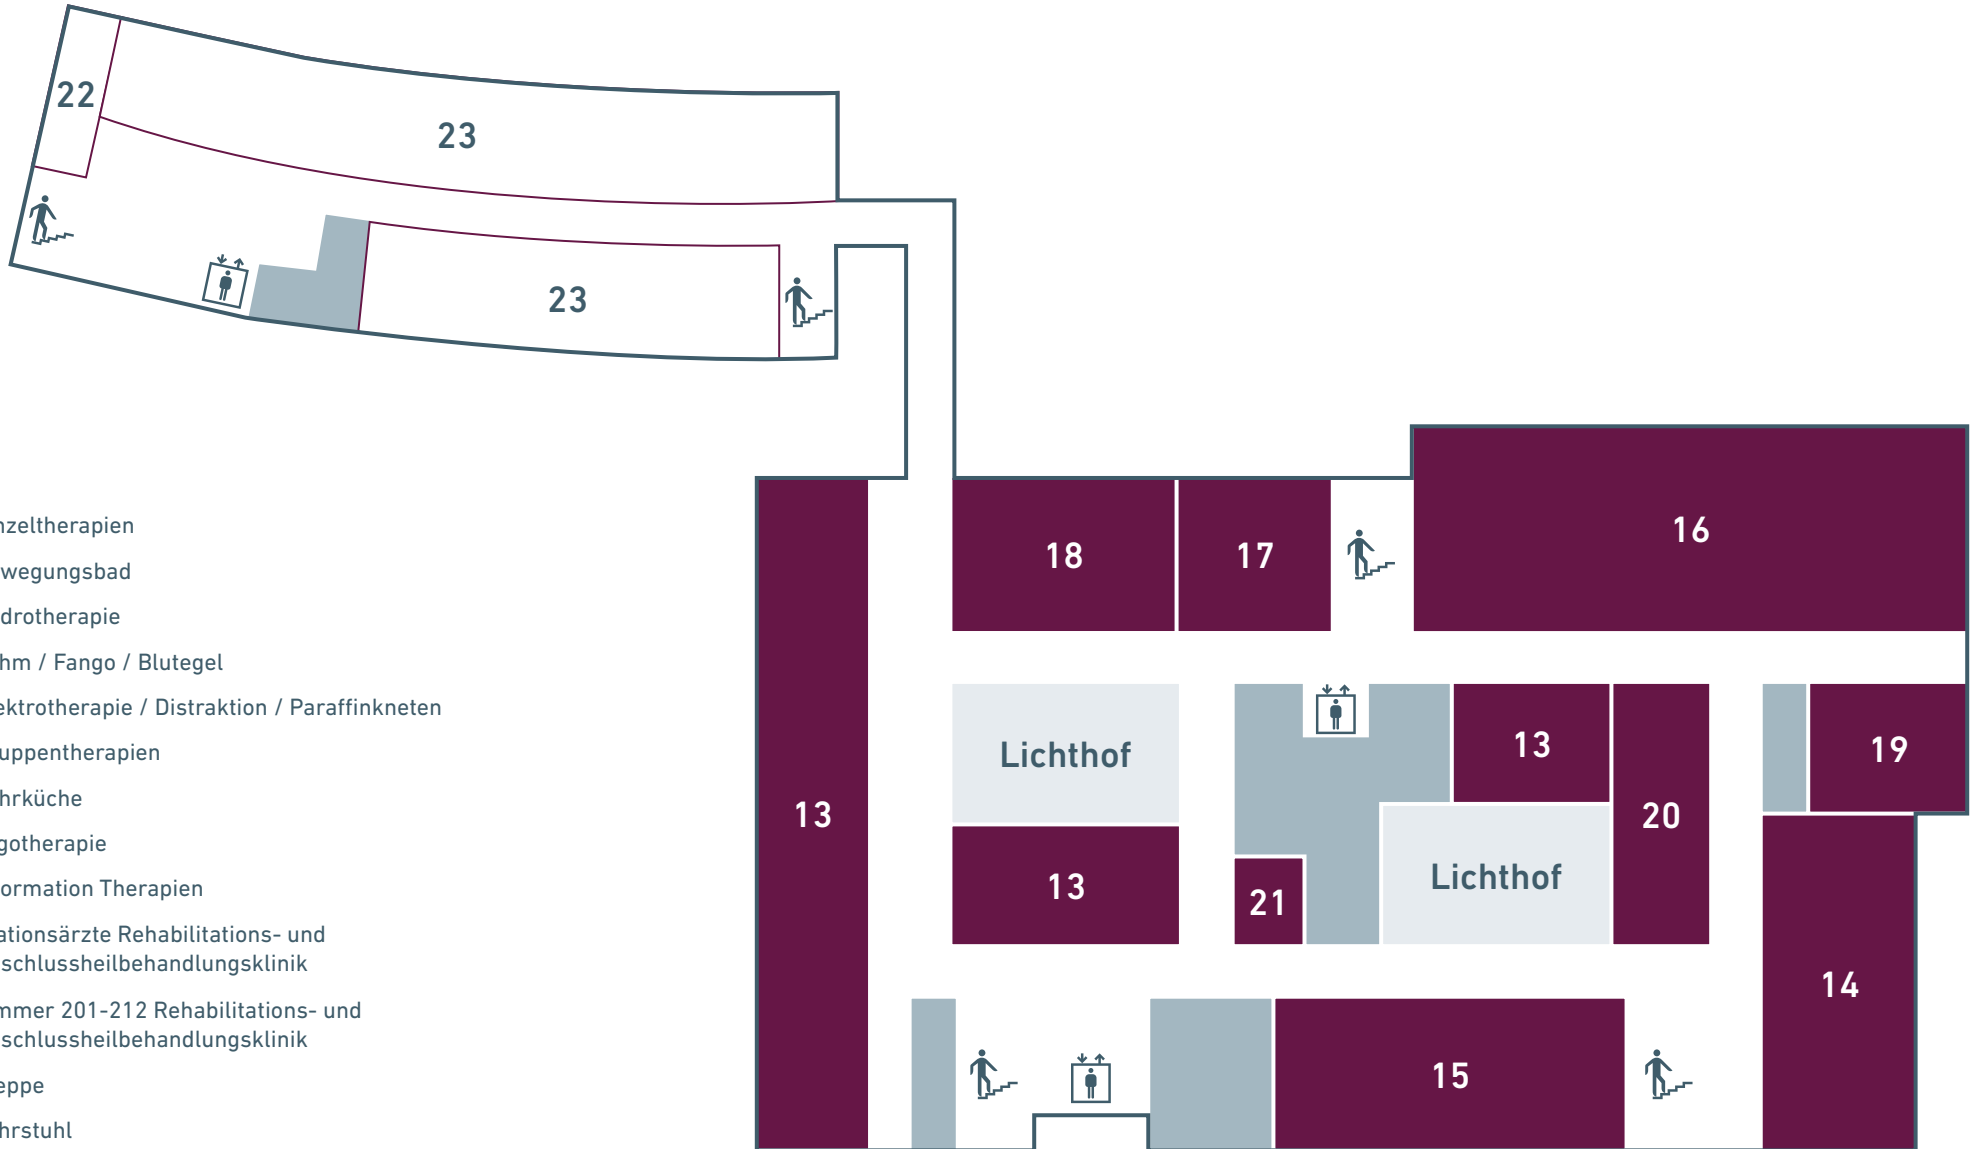 22
23
23
18
17
16
Lichthof
13
19
13
20
13
21
Lichthof
14
15
nzeltherapien
wegungsbad
drotherapie
hm / Fango / Blutegel
ektrotherapie / Distraktion / Paraffinkneten
uppentherapien
hrküche
gotherapie
ormation Therapien
ationsärzte Rehabilitations- und
schlussheilbehandlungsklinik
mmer 201-212 Rehabilitations- und
schlussheilbehandlungsklinik
eppe
hrstuhl